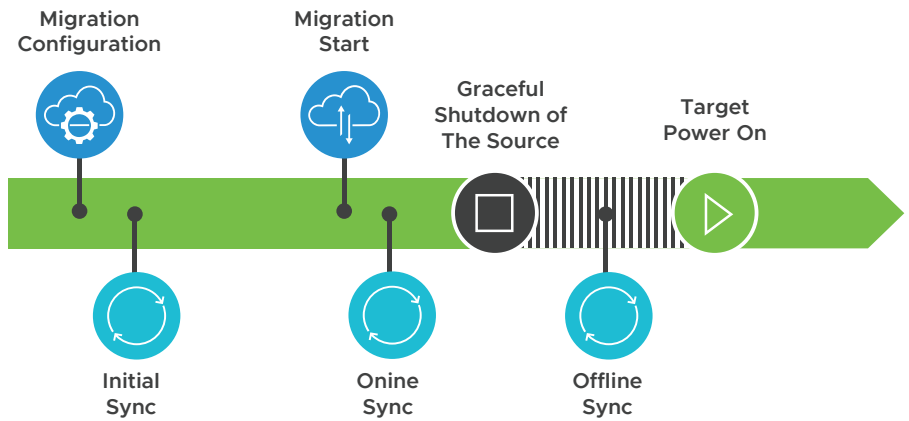 Migration
Configuration
Migration
Start
Graceful
Shutdown of
The Source
Target
Power On
Initial
Sync
Onine
Sync
Offline
Sync